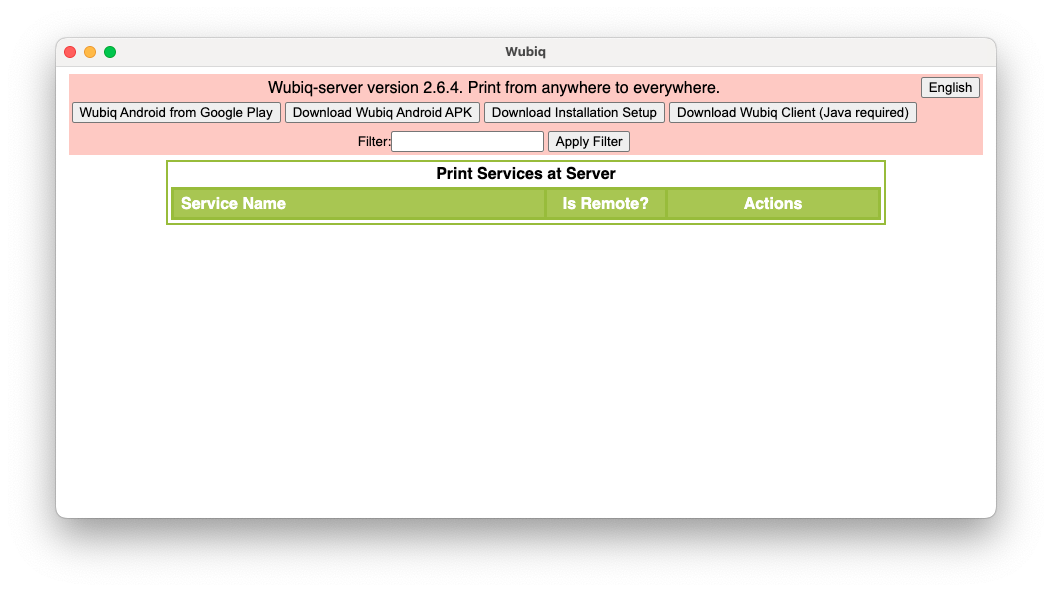 Wubiq
Wubiq-server version 2.6.4. Print from anywhere to everywhere.
English
Wubiq Android from Google Play Download Wubiq Android APK Download Installation Setup Download Wubiq Client (Java required)
Filter: Apply Filter
Print Services at Server
Service Name Is Remote? Actions